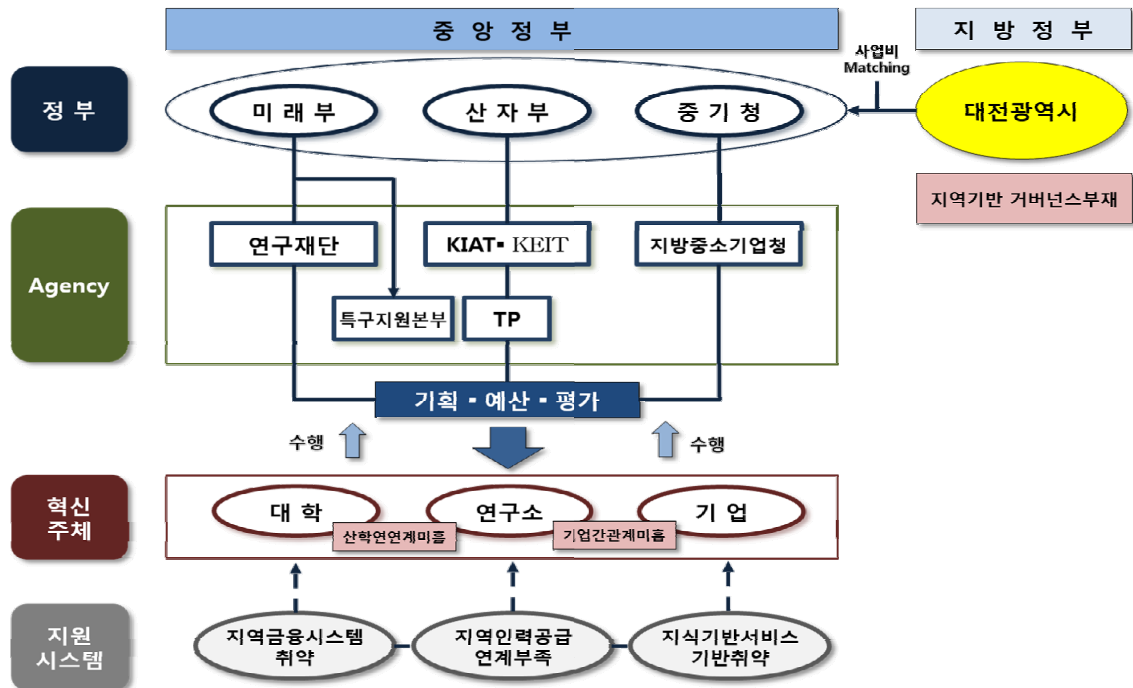 중 앙 정 부
지 방 정 부
사업비
Matching
정 부
미 래 부
산 자 부
중 기 청
대전광역시
지역기반 거버넌스부재
Agency
연구재단
KIAT▪ KEIT
지방중소기업청
특구지원본부
TP
기획 ▪ 예산 ▪ 평가
수행
수행
혁신
주체
대 학
연구소
기 업
산학연연계미흡
기업간관계미흡
지원
시스템
지역금융시스템
취약
지역인력공급
연계부족
지식기반서비스
기반취약